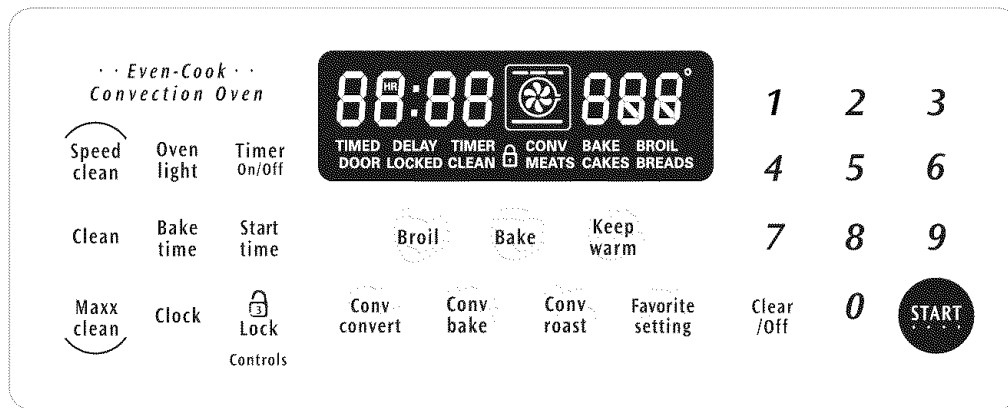 · · Even-Cook · ·
Convection Oven
Speed
clean
Oven
light
Timer
On/Off
Clean
Bake
time
Start
time
Maxx
clean
Clock
3
Lock
Controls
88:88
HR
888°
TIMED DELAY TIMER CONV BAKE BROIL
DOOR LOCKED CLEAN MEATS CAKES BREADS
Broil
Bake
Keep
warm
Conv
convert
Conv
bake
Conv
roast
Favorite
setting
1 2 3
4 5 6
7 8 9
Clear
/Off
0
START